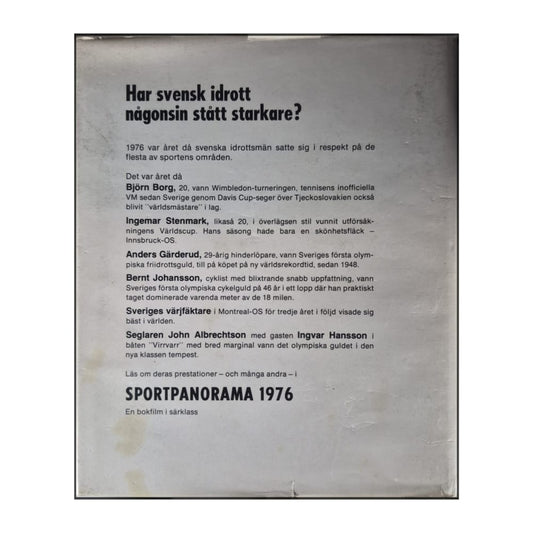 Har svensk idrott
någonsin stått starkare?
1976 var året då svenska idrottsmän satte sig i respekt på de
flesta av sportens områden.
Det var året då
Björn Borg, 20, vann Wimbledon-turneringen, tennisens inofficiella
VM sedan Sverige genom Davis Cup-seger över Tjeckoslovakien också
blivit "världsmästare" i lag.
Ingemar Stenmark, likaså 20, i överlägsen stil vunnit utförsåk-
ningens Världscup. Hans säsong hade bara en skönhetsfläck –
Innsbruck-OS.
Anders Gärderud, 29-årig hinderlöpare, vann Sveriges första olym-
piska friidrottsguld, till på köpet på ny världsrekordtid, sedan 1948.
Bernt Johansson, cyklist med blixtrande snabb uppfattning, vann
Sveriges första olympiska cykelguld på 46 år i ett lopp där han praktiskt
taget dominerade varenda meter av de 18 milen.
Sveriges värjfäktare i Montreal-OS för tredje året i följd visade sig
bäst i världen.
Seglaren John Albrechtson med gasten Ingvar Hansson i
båten "Virrvarr" med bred marginal vann det olympiska guldet i den
nya klassen tempest.
Läs om deras prestationer – och många andra – i
SPORTPANORAMA 1976
En bokfilm i särklass